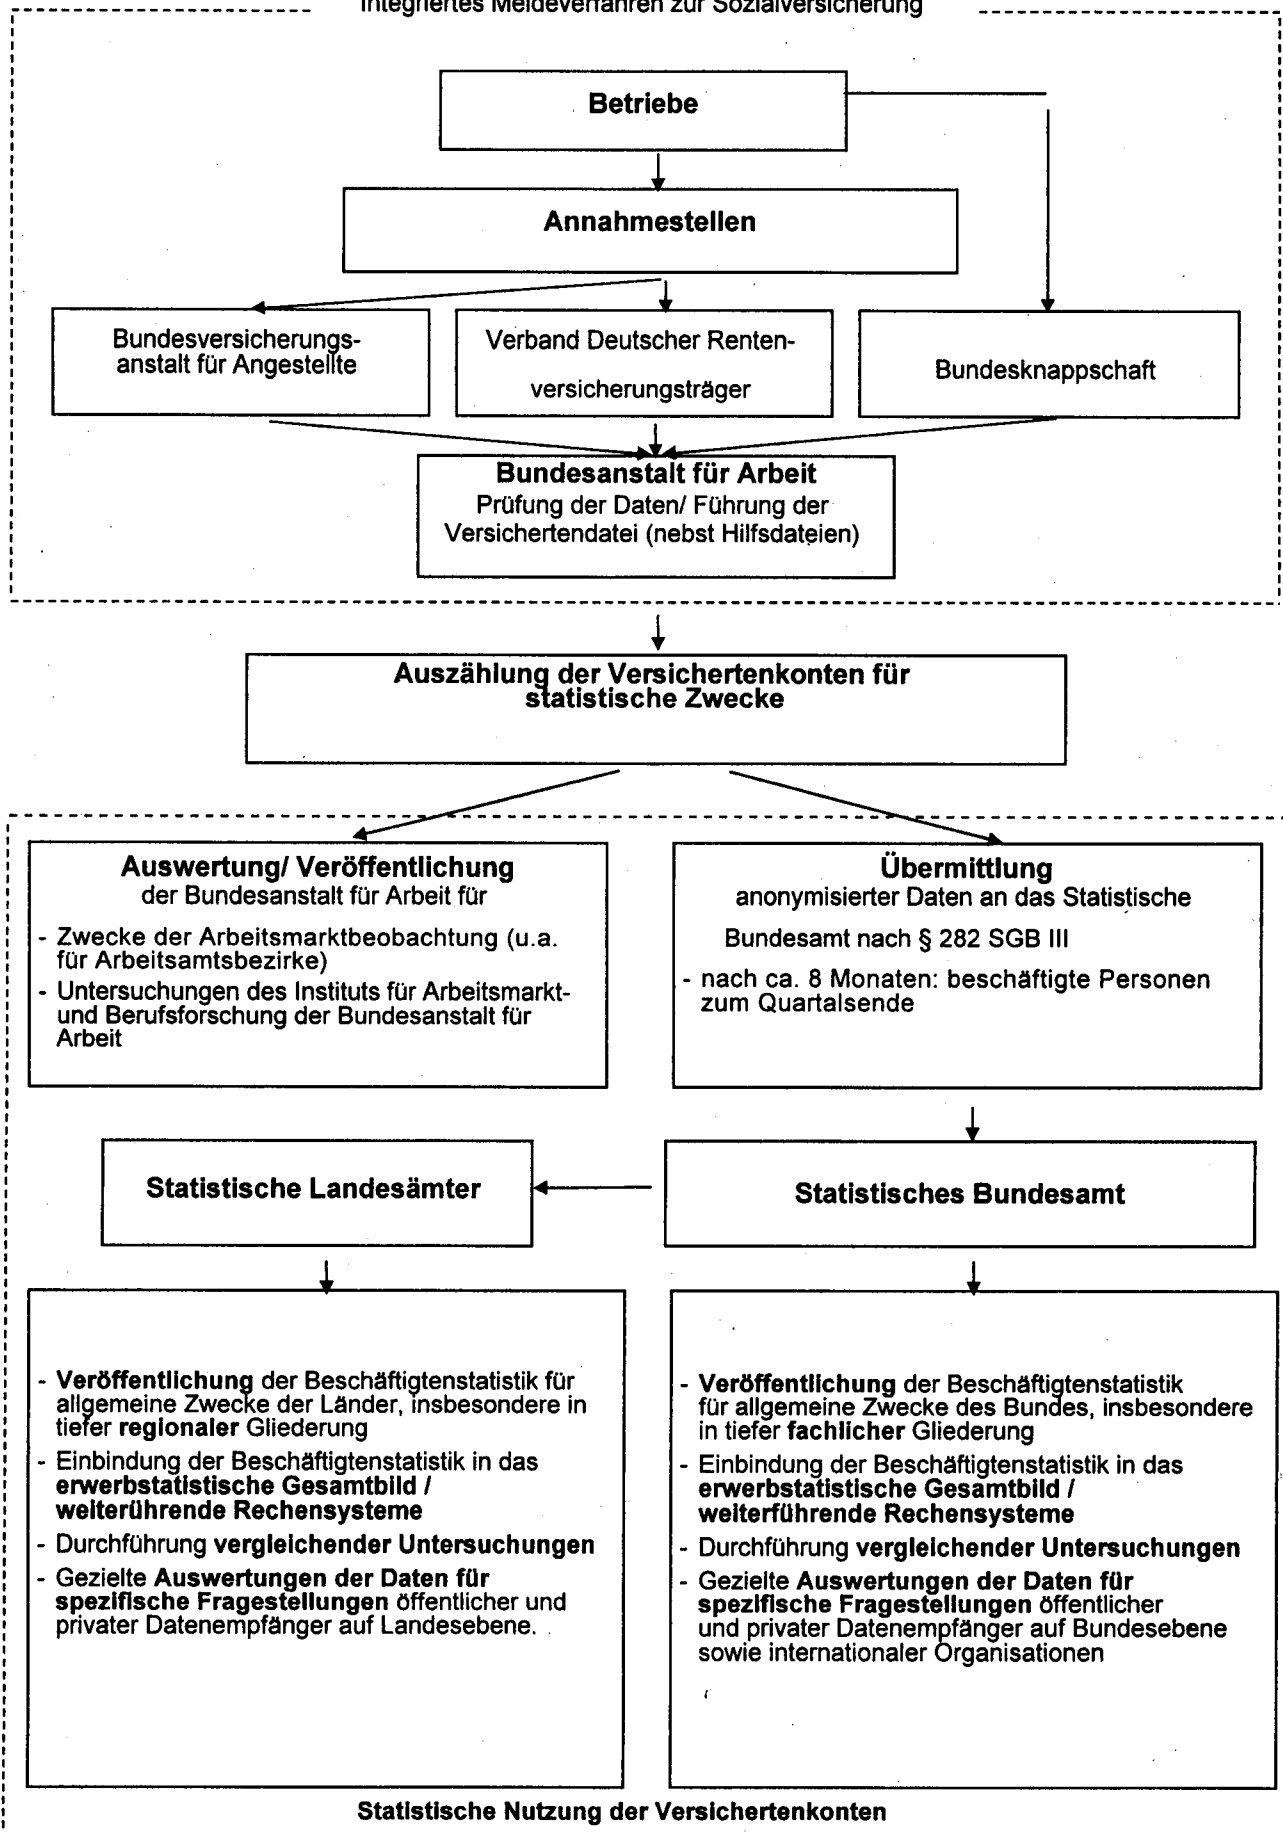 Integriertes Meldeverfahren zur Sozialversicherung
Betriebe
Annahmestellen
Bundesversicherungs-
anstalt für Angestellte
Verband Deutscher Renten-
versicherungsträger
Bundesknappschaft
Bundesanstalt für Arbeit
Prüfung der Daten/ Führung der
Versichertendatei (nebst Hilfsdateien)
Auszählung der Versichertenkonten für
statistische Zwecke
Auswertung/ Veröffentlichung
der Bundesanstalt für Arbeit für
- Zwecke der Arbeitsmarktbeobachtung (u.a.
für Arbeitsamtsbezirke)
- Untersuchungen des Instituts für Arbeitsmarkt-
und Berufsforschung der Bundesanstalt für
Arbeit
Übermittlung
anonymisierter Daten an das Statistische
Bundesamt nach § 282 SGB III
- nach ca. 8 Monaten: beschäftigte Personen
zum Quartalsende
Statistische Landesämter
Statistisches Bundesamt
- Veröffentlichung der Beschäftigtenstatistik für
allgemeine Zwecke der Länder, insbesondere in
tiefer regionaler Gliederung
- Einbindung der Beschäftigtenstatistik in das
erwerbstatistische Gesamtbild /
weiterührende Rechensysteme
- Durchführung vergleichender Untersuchungen
- Gezielte Auswertungen der Daten für
spezifische Fragestellungen öffentlicher und
privater Datenempfänger auf Landesebene.
- Veröffentlichung der Beschäftigtenstatistik
für allgemeine Zwecke des Bundes, insbesondere
in tiefer fachlicher Gliederung
- Einbindung der Beschäftigtenstatistik in das
erwerbstatistische Gesamtbild /
weiterführende Rechensysteme
- Durchführung vergleichender Untersuchungen
- Gezielte Auswertungen der Daten für
spezifische Fragestellungen öffentlicher
und privater Datenempfänger auf Bundesebene
sowie internationaler Organisationen
Statistische Nutzung der Versichertenkonten